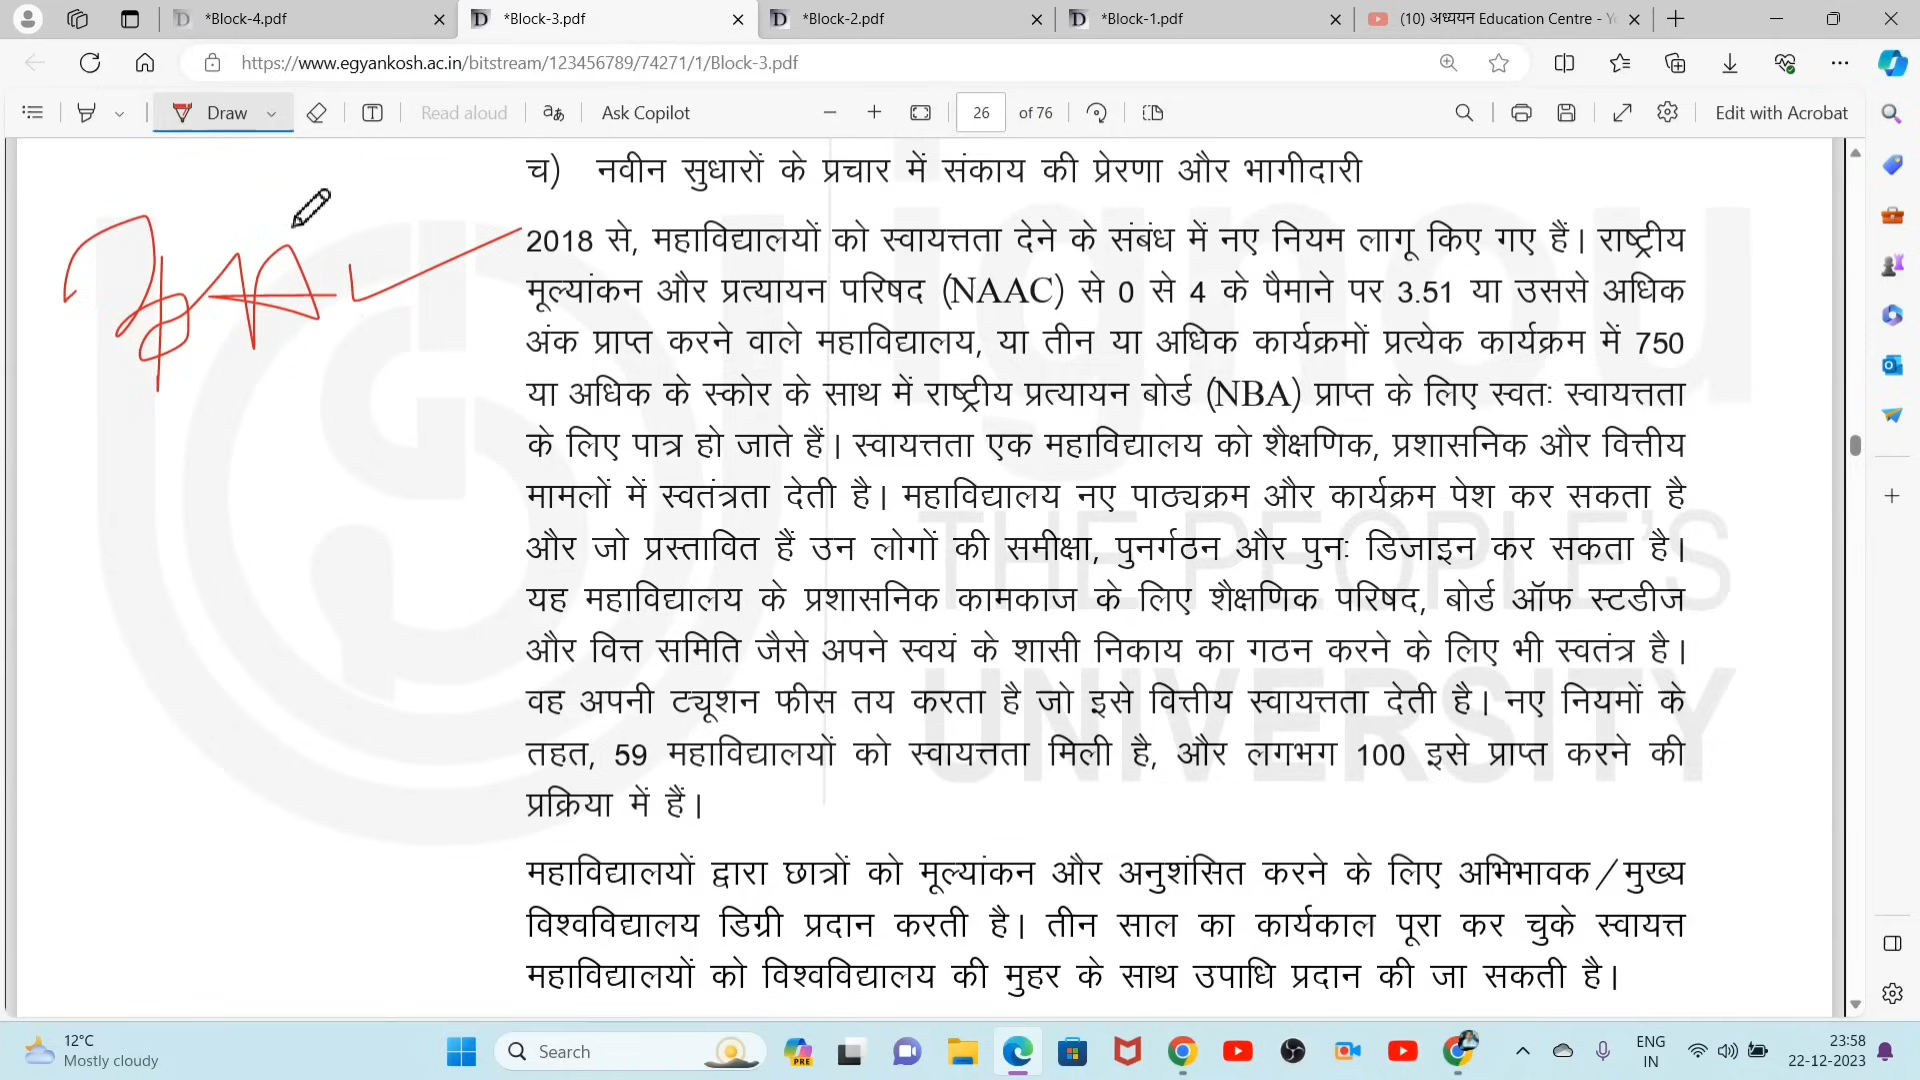 *Block-4.pdf
*Block-3.pdf
*Block-2.pdf
*Block-1.pdf
(10) अध्ययन Education Centre - Yo
https://www.egyankosh.ac.in/bitstream/123456789/74271/1/Block-3.pdf
Draw
Read aloud
Ask Copilot
26 of 76
Edit with Acrobat
च) नवीन सुधारों के प्रचार में संकाय की प्रेरणा और भागीदारी
2018 से, महाविद्यालयों को स्वायत्तता देने के संबंध में नए नियम लागू किए गए हैं। राष्ट्रीय
मूल्यांकन और प्रत्यायन परिषद (NAAC) से 0 से 4 के पैमाने पर 3.51 या उससे अधिक
अंक प्राप्त करने वाले महाविद्यालय, या तीन या अधिक कार्यक्रमों प्रत्येक कार्यक्रम में 750
या अधिक के स्कोर के साथ में राष्ट्रीय प्रत्यायन बोर्ड (NBA) प्राप्त के लिए स्वतः स्वायत्तता
के लिए पात्र हो जाते हैं। स्वायत्तता एक महाविद्यालय को शैक्षणिक, प्रशासनिक और वित्तीय
मामलों में स्वतंत्रता देती है। महाविद्यालय नए पाठ्यक्रम और कार्यक्रम पेश कर सकता है
और जो प्रस्तावित हैं उन लोगों की समीक्षा, पुनर्गठन और पुनः डिजाइन कर सकता है।
यह महाविद्यालय के प्रशासनिक कामकाज के लिए शैक्षणिक परिषद, बोर्ड ऑफ स्टडीज
और वित्त समिति जैसे अपने स्वयं के शासी निकाय का गठन करने के लिए भी स्वतंत्र है।
वह अपनी ट्यूशन फीस तय करता है जो इसे वित्तीय स्वायत्तता देती है। नए नियमों के
तहत, 59 महाविद्यालयों को स्वायत्तता मिली है, और लगभग 100 इसे प्राप्त करने की
प्रक्रिया में हैं।
महाविद्यालयों द्वारा छात्रों को मूल्यांकन और अनुशंसित करने के लिए अभिभावक/मुख्य
विश्वविद्यालय डिग्री प्रदान करती है। तीन साल का कार्यकाल पूरा कर चुके स्वायत्त
महाविद्यालयों को विश्वविद्यालय की मुहर के साथ उपाधि प्रदान की जा सकती है।
ignou
THE PEOPLE'S
UNIVERSITY
12°C
Mostly cloudy
Search
PRE
ENG
IN
23:58
22-12-2023